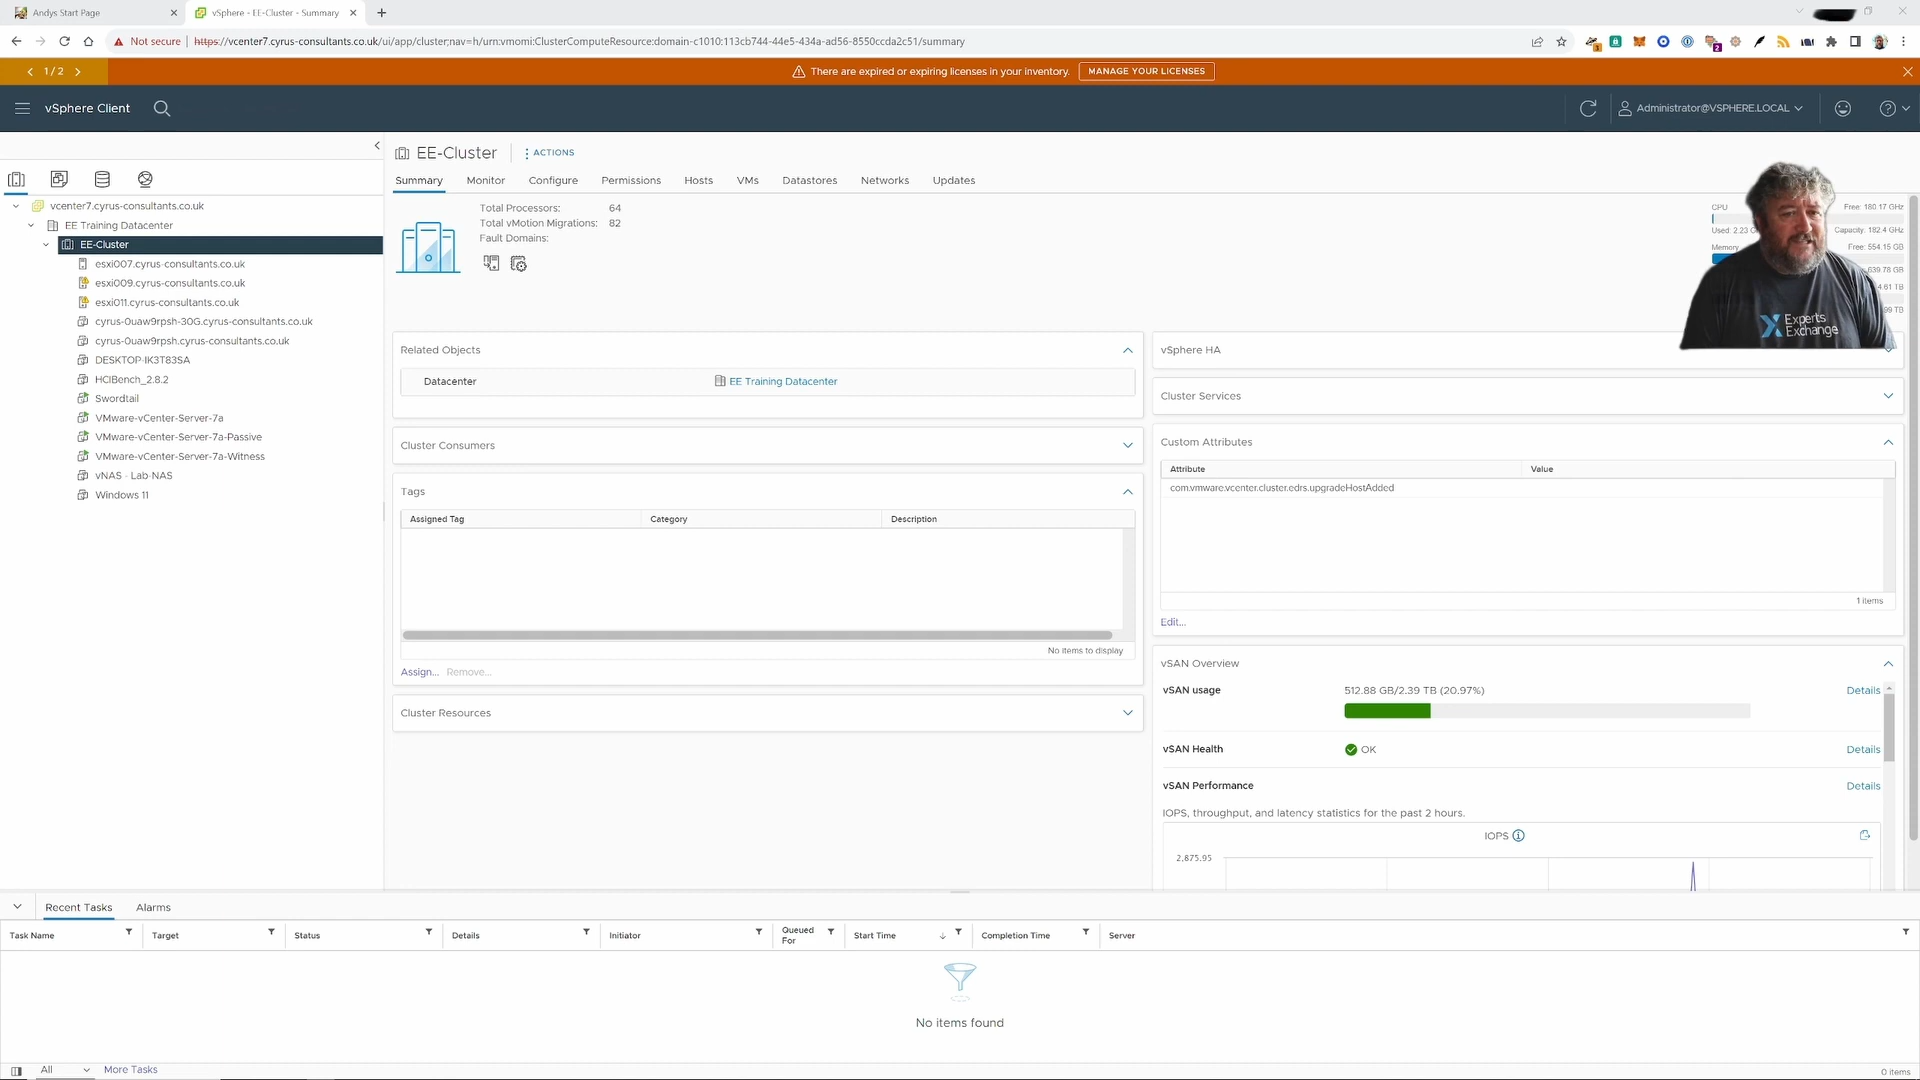 Andys Start Page
vSphere - EE-Cluster - Summary
Not secure
https://vcenter7.cyrus-consultants.co.uk/ui/app/cluster;nav=h/urn:vmomi:ClusterComputeResource:domain-c1010:113cb744-44e5-434a-ad56-8550ccda2c51/summary
1 / 2
There are expired or expiring licenses in your inventory.
MANAGE YOUR LICENSES
vSphere Client
Administrator@VSPHERE.LOCAL
vcenter7.cyrus-consultants.co.uk
EE Training Datacenter
EE-Cluster
esxi007.cyrus-consultants.co.uk
esxi009.cyrus-consultants.co.uk
esxi011.cyrus-consultants.co.uk
cyrus-0uaw9rpsh-30G.cyrus-consultants.co.uk
cyrus-0uaw9rpsh.cyrus-consultants.co.uk
DESKTOP-IK3T83SA
HCIBench_2.8.2
Swordtail
VMware-vCenter-Server-7a
VMware-vCenter-Server-7a-Passive
VMware-vCenter-Server-7a-Witness
vNAS - Lab-NAS
Windows 11
EE-Cluster
ACTIONS
Summary Monitor Configure Permissions Hosts VMs Datastores Networks Updates
Total Processors: 64
Total vMotion Migrations: 82
Fault Domains:
CPU
Free: 180.17 GHz
Used: 2.23
Capacity: 182.4 GHz
Memory
Free: 554.15 GB
639.78 GB
4.61 TB
99 TB
Experts
Exchange
Related Objects
Datacenter EE Training Datacenter
Cluster Consumers
Tags
Assigned Tag Category Description
No items to display
Assign... Remove...
Cluster Resources
vSphere HA
Cluster Services
Custom Attributes
Attribute Value
com.vmware.vcenter.cluster.edrs.upgradeHostAdded
1 items
Edit...
vSAN Overview
vSAN usage 512.88 GB/2.39 TB (20.97%) Details
vSAN Health OK Details
vSAN Performance Details
IOPS, throughput, and latency statistics for the past 2 hours.
IOPS
2,875.95
Recent Tasks Alarms
Task Name Target Status Details Initiator Queued For Start Time Completion Time Server
No items found
All More Tasks
0 items